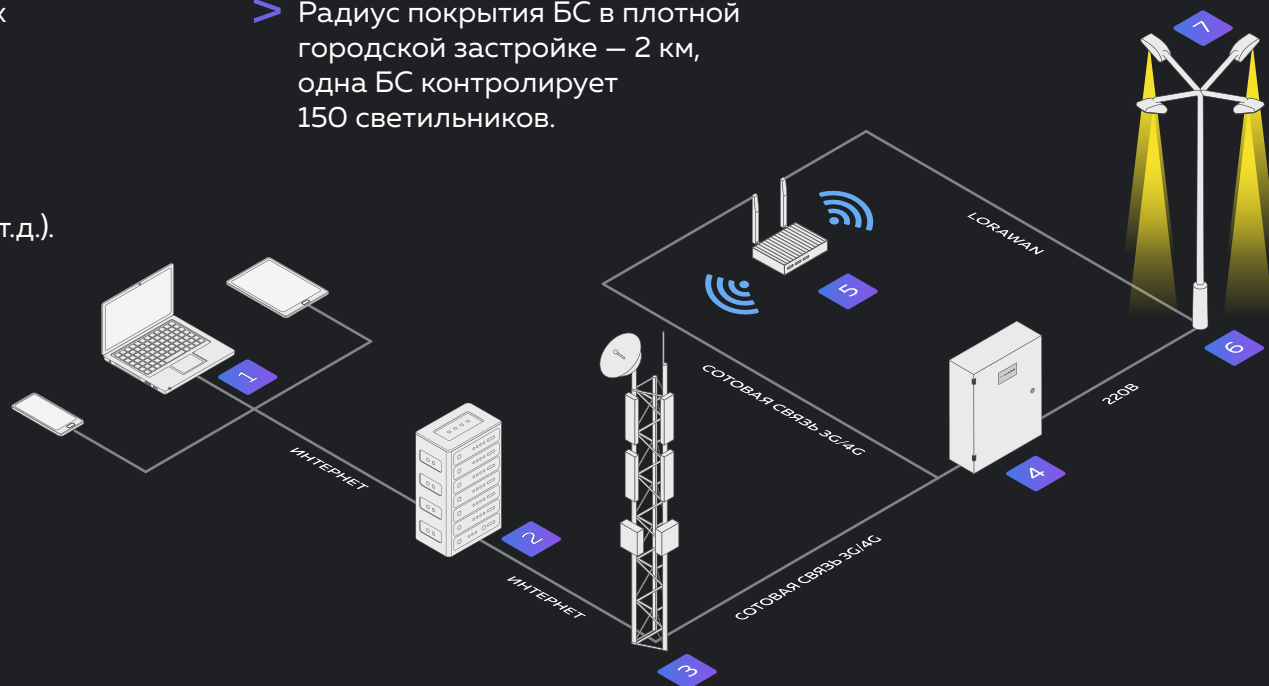 х
> Радиус покрытия БС в плотной
городской застройке — 2 км,
одна БС контролирует
150 светильников.
т.д.).
7
LORAWAN
5
6
1
СОТОВАЯ СВЯЗЬ 3G/4G
220В
ИНТЕРНЕТ
4
2
ИНТЕРНЕТ
СОТОВАЯ СВЯЗЬ 3G/4G
3